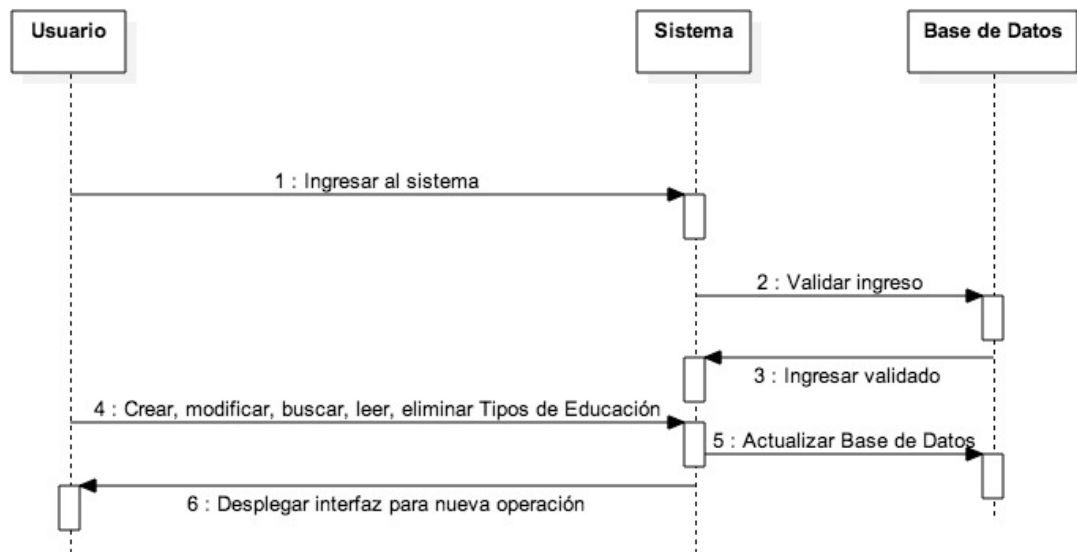 Usuario
Sistema
Base de Datos
1 : Ingresar al sistema
2 : Validar ingreso
3 : Ingresar validado
4 : Crear, modificar, buscar, leer, eliminar Tipos de Educación
5 : Actualizar Base de Datos
6 : Desplegar interfaz para nueva operación